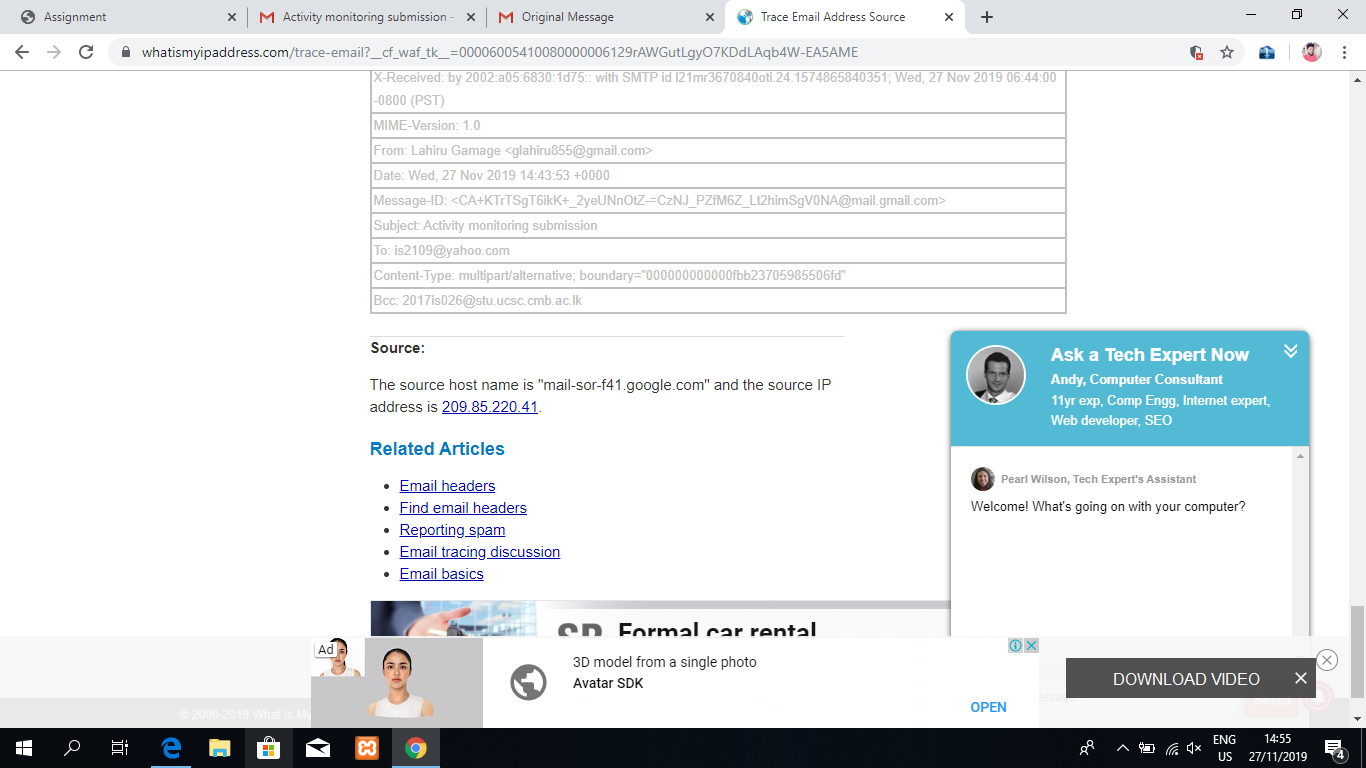 Assignment
Activity monitoring submission -
Original Message
Trace Email Address Source
whatismyipaddress.com/trace-email?__cf_waf_tk__=00006005410080000006129rAWGutLgyO7KDdLAqb4W-EA5AME
X-Received: by 2002:a05:6830:1d75:: with SMTP id l21mr3670840oti.24.1574865840351; Wed, 27 Nov 2019 06:44:00
-0800 (PST)
MIME-Version: 1.0
From: Lahiru Gamage <glahiru855@gmail.com>
Date: Wed, 27 Nov 2019 14:43:53 +0000
Message-ID: <CA+KTrTSgT6ikK+_2yeUNnOtZ-=CzNJ_PZfM6Z_Lt2himSgV0NA@mail.gmail.com>
Subject: Activity monitoring submission
To: is2109@yahoo.com
Content-Type: multipart/alternative; boundary="000000000000fbb23705985506fd"
Bcc: 2017is026@stu.ucsc.cmb.ac.lk
Source:
The source host name is "mail-sor-f41.google.com" and the source IP
address is 209.85.220.41.
Related Articles
Email headers
Find email headers
Reporting spam
Email tracing discussion
Email basics
Ask a Tech Expert Now
Andy, Computer Consultant
11yr exp, Comp Engg, Internet expert,
Web developer, SEO
Pearl Wilson, Tech Expert's Assistant
Welcome! What's going on with your computer?
Formal car rental
Ad
3D model from a single photo
Avatar SDK
OPEN
DOWNLOAD VIDEO
Send
© 2000-2019 What Is My
ENG
US
14:55
27/11/2019
4